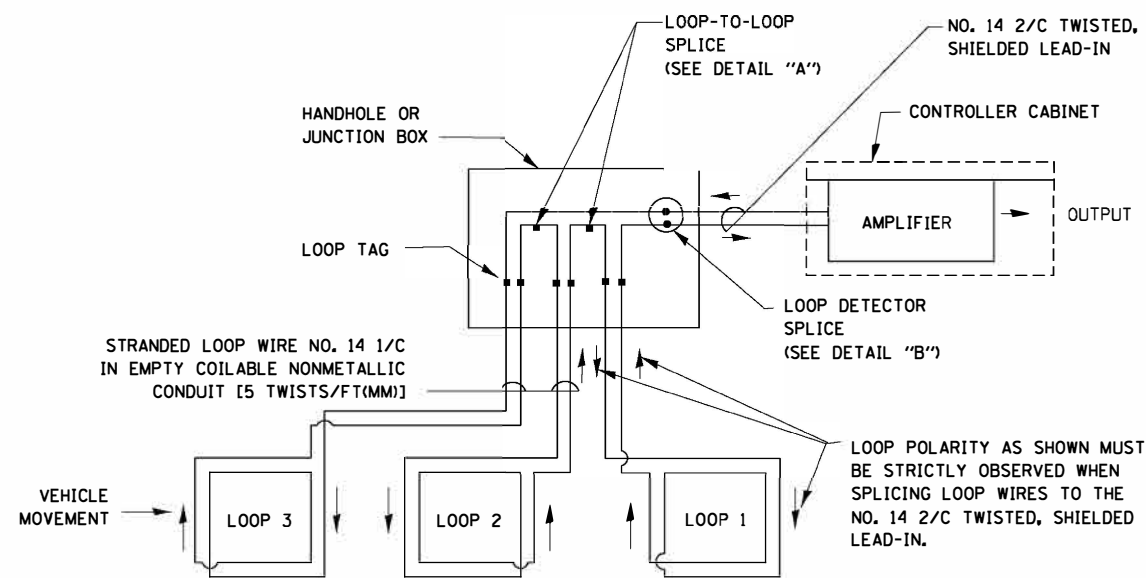 LOOP-TO-LOOP
SPLICE
(SEE DETAIL "A")
NO. 14 2/C TWISTED,
SHIELDED LEAD-IN
HANDHOLE OR
JUNCTION BOX
CONTROLLER CABINET
AMPLIFIER
OUTPUT
LOOP TAG
LOOP DETECTOR
SPLICE
(SEE DETAIL "B")
STRANDED LOOP WIRE NO. 14 1/C
IN EMPTY COILABLE NONMETALLIC
CONDUIT [5 TWISTS/FT(MM)]
VEHICLE
MOVEMENT
LOOP 3
LOOP 2
LOOP 1
LOOP POLARITY AS SHOWN MUST
BE STRICTLY OBSERVED WHEN
SPLICING LOOP WIRES TO THE
NO. 14 2/C TWISTED, SHIELDED
LEAD-IN.